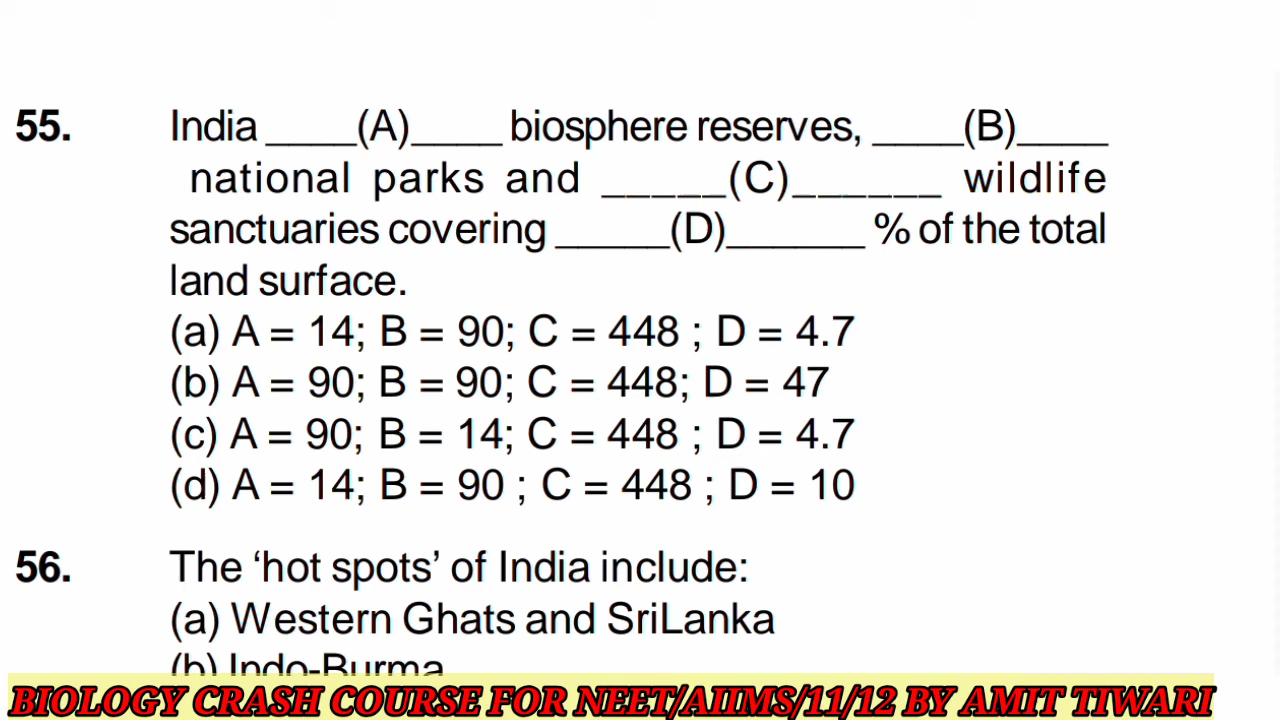 55. India ____(A)____ biosphere reserves, ____(B)____
national parks and _____(C)______ wildlife
sanctuaries covering _____(D)______ % of the total
land surface.
(a) A = 14; B = 90; C = 448 ; D = 4.7
(b) A = 90; B = 90; C = 448; D = 47
(c) A = 90; B = 14; C = 448 ; D = 4.7
(d) A = 14; B = 90 ; C = 448 ; D = 10
56. The ‘hot spots’ of India include:
(a) Western Ghats and SriLanka
(b) Indo-Burma
BIOLOGY CRASH COURSE FOR NEET/AIIMS/11/12 BY AMIT TIWARI